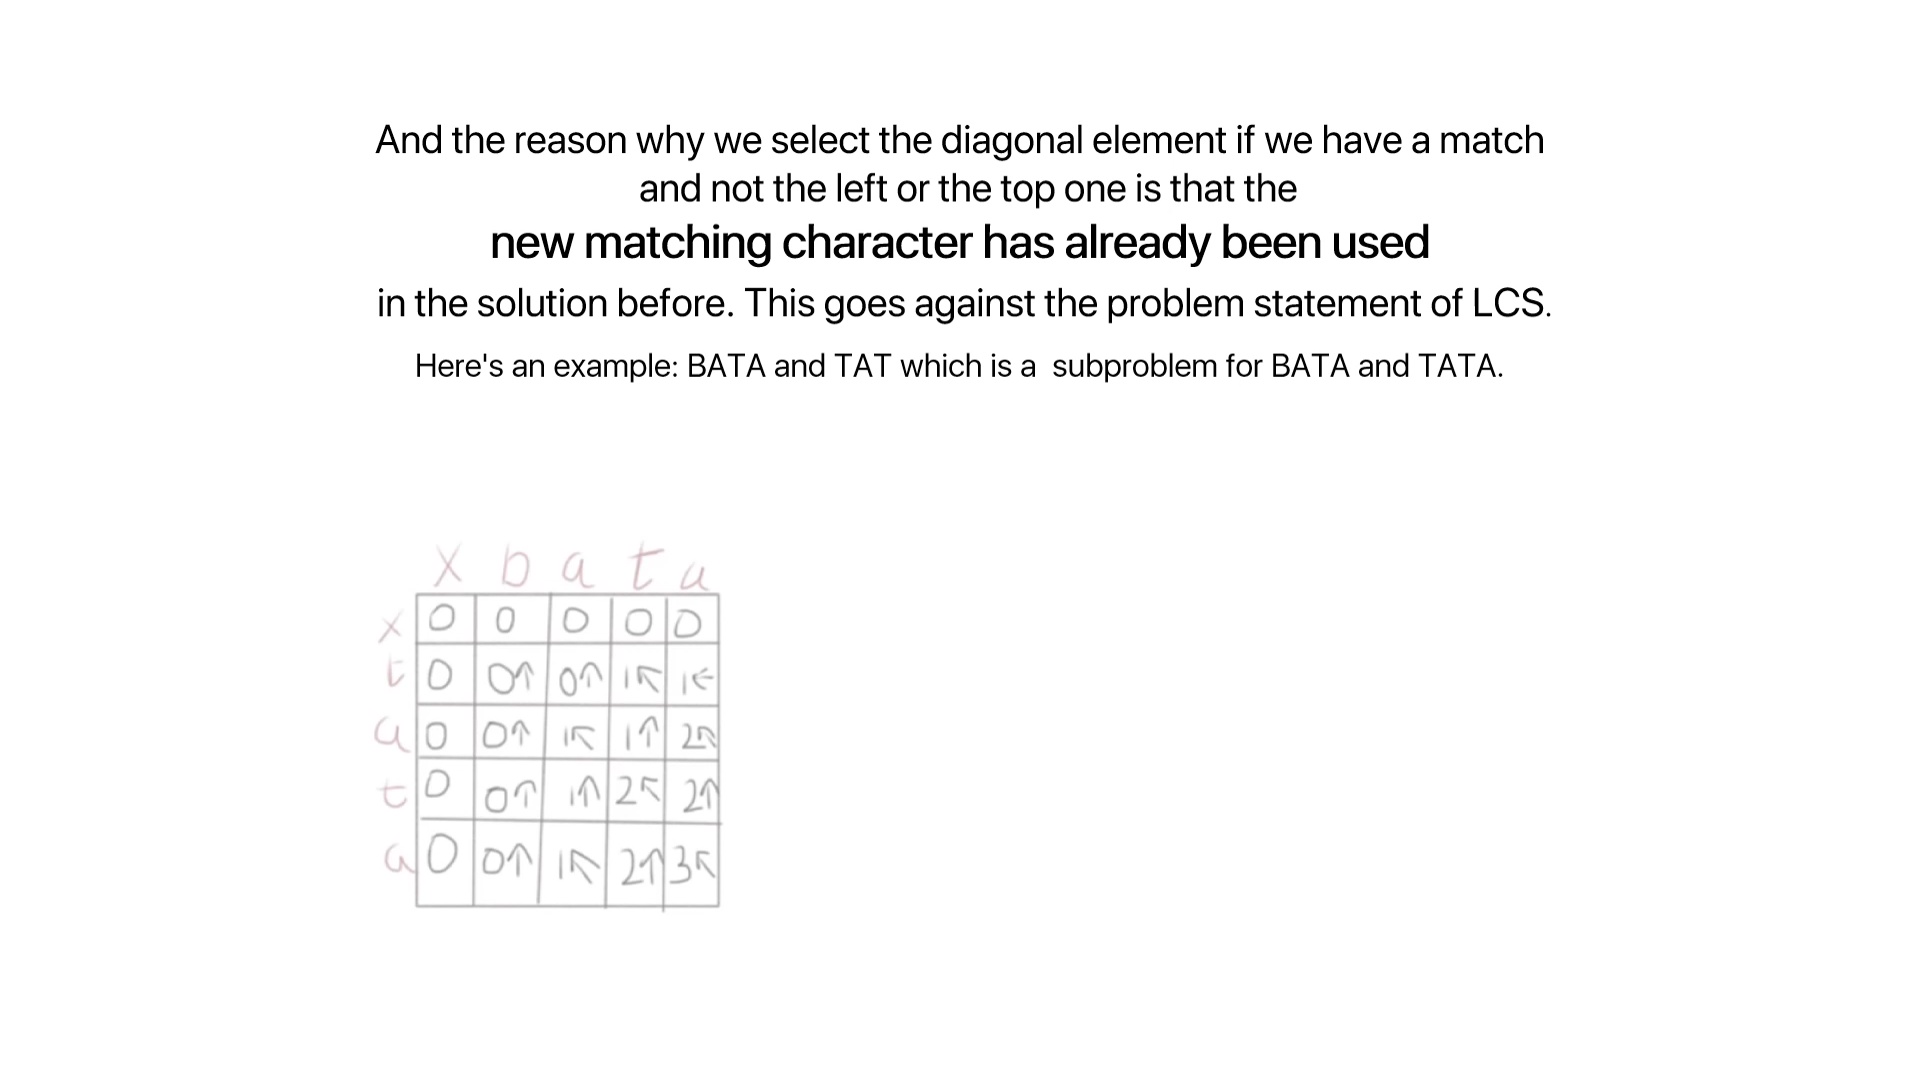 And the reason why we select the diagonal element if we have a match
and not the left or the top one is that the
new matching character has already been used
in the solution before. This goes against the problem statement of LCS.
Here's an example: BATA and TAT which is a  subproblem for BATA and TATA.
x b a t a
x 0 0 0 0 0
t 0 0↑ 0↑ 1↖ 1←
a 0 0↑ 1↖ 1↑ 2↖
t 0 0↑ 1↑ 2↖ 2↑
a 0 0↑ 1↖ 2↑ 3↖